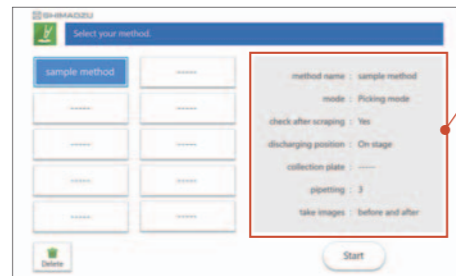 SHIMADZU
Select your method.
sample method
-----
-----
-----
-----
-----
-----
-----
-----
-----
method name : sample method
mode : Picking mode
check after scraping : Yes
discharging position : On stage
collection plate : -----
pipetting : 3
take images : before and after
Delete
Start